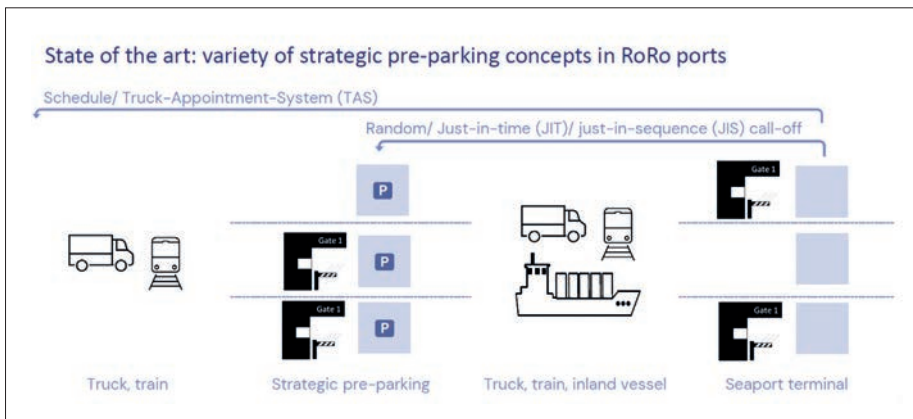 State of the art: variety of strategic pre-parking concepts in RoRo ports
Schedule/ Truck-Appointment-System (TAS)
Random/ Just-in-time (JIT)/ just-in-sequence (JIS) call-off
Gate 1
P
Gate 1
P
Gate 1
P
Gate 1
Truck, train
Strategic pre-parking
Truck, train, inland vessel
Seaport terminal